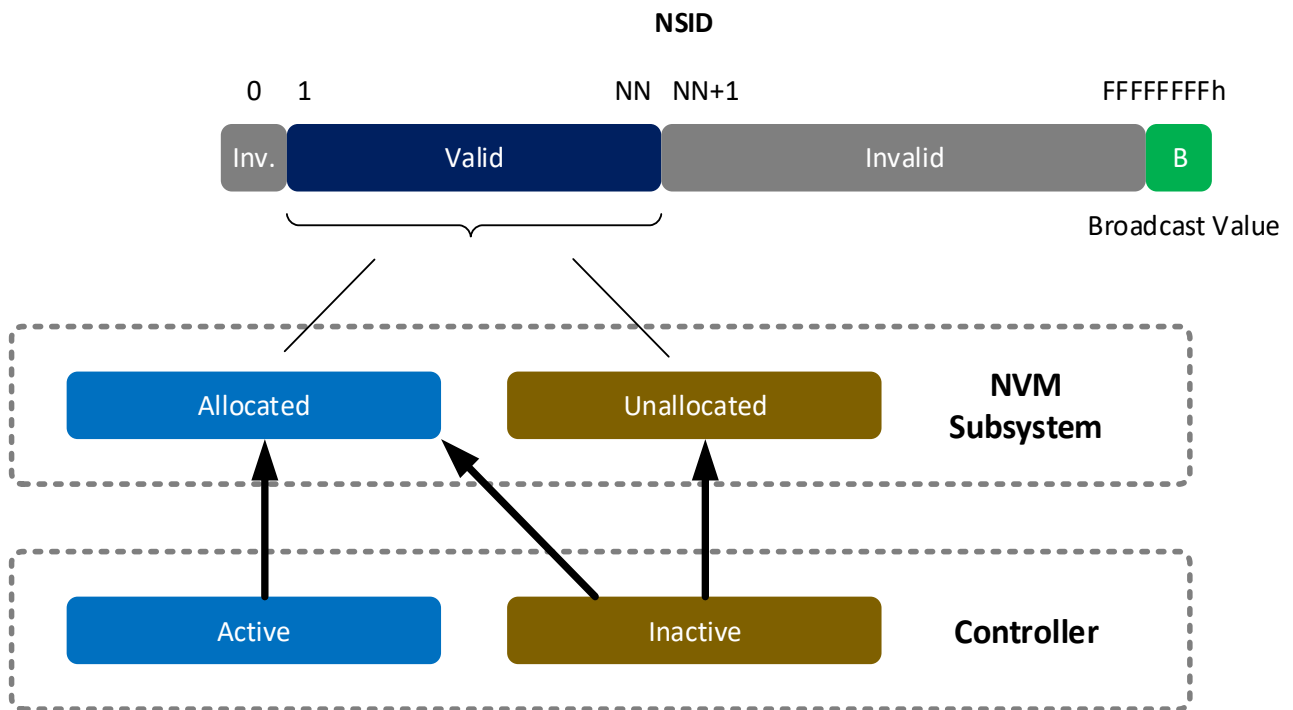 NSID
0 1 NN NN+1 FFFFFFFFh
Inv. Valid Invalid B
Broadcast Value
Allocated Unallocated NVM
Subsystem
Active Inactive Controller